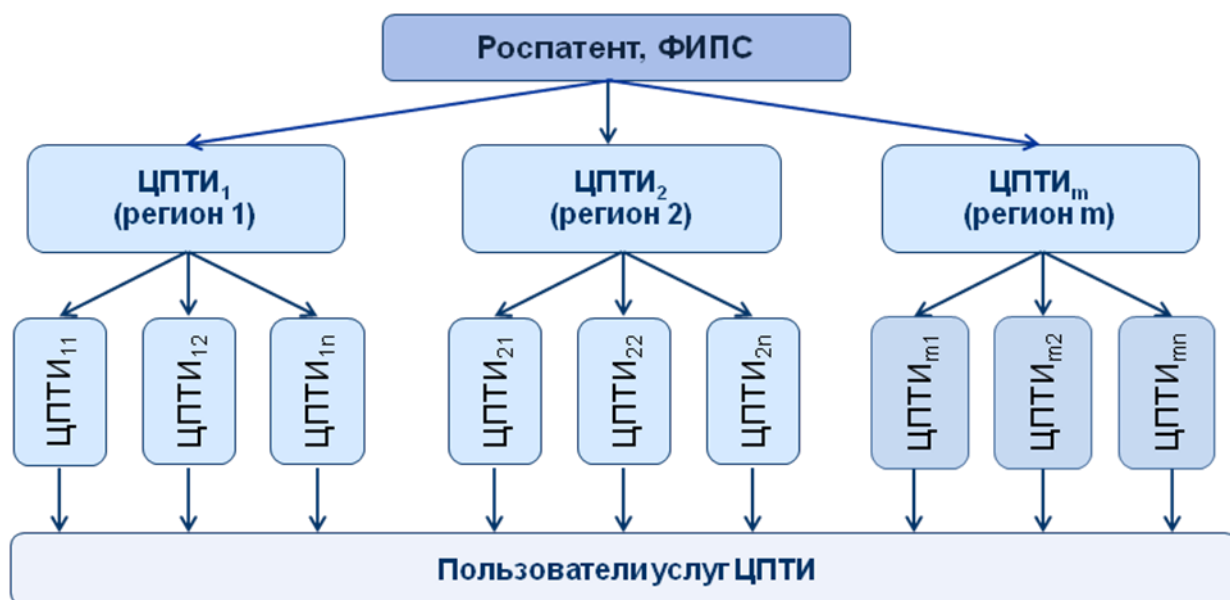 Роспатент, ФИПС
ЦПТИ₁
(регион 1)
ЦПТИ₂
(регион 2)
ЦПТИₘ
(регион m)
ЦПТИ₁₁
ЦПТИ₁₂
ЦПТИ₁ₙ
ЦПТИ₂₁
ЦПТИ₂₂
ЦПТИ₂ₙ
ЦПТИₘ₁
ЦПТИₘ₂
ЦПТИₘₙ
Пользователи услуг ЦПТИ